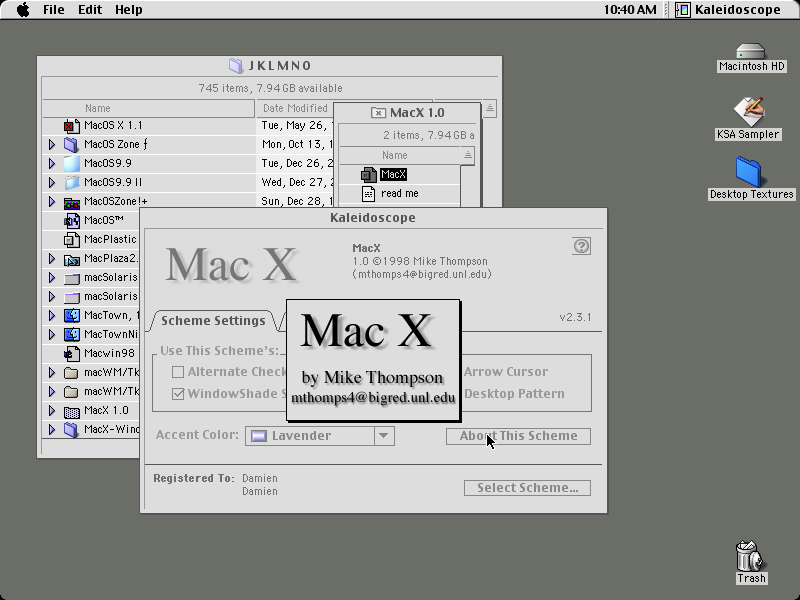 File Edit Help
10:40 AM Kaleidoscope
Macintosh HD
KSA Sampler
Desktop Textures
Trash
JKLMNO
745 items, 7.94 GB available
Name Date Modified
MacOS X 1.1 Tue, May 26,
MacOS Zone ƒ Mon, Oct 13, 1
MacOS9.9 Tue, Dec 26, 2
MacOS9.9 II Wed, Dec 27, 2
MacOSZone!+ Sun, Dec 28, 1
MacOS™
MacPlastic
MacPlaza2.
macSolaris
macSolaris
MacTown, 1
MacTownNi
Macwin98
macWM/Tk
macWM/Tk
MacX 1.0
MacX-Wind
MacX 1.0
2 items, 7.94 GB a
Name
MacX
read me
Kaleidoscope
Mac X
MacX
1.0 ©1998 Mike Thompson
(mthomps4@bigred.unl.edu)
Scheme Settings
v2.3.1
Use This Scheme's:
Alternate Check
Arrow Cursor
WindowShade S
Desktop Pattern
Accent Color: Lavender
About This Scheme
Registered To: Damien
Damien
Select Scheme...
Mac X
by Mike Thompson
mthomps4@bigred.unl.edu